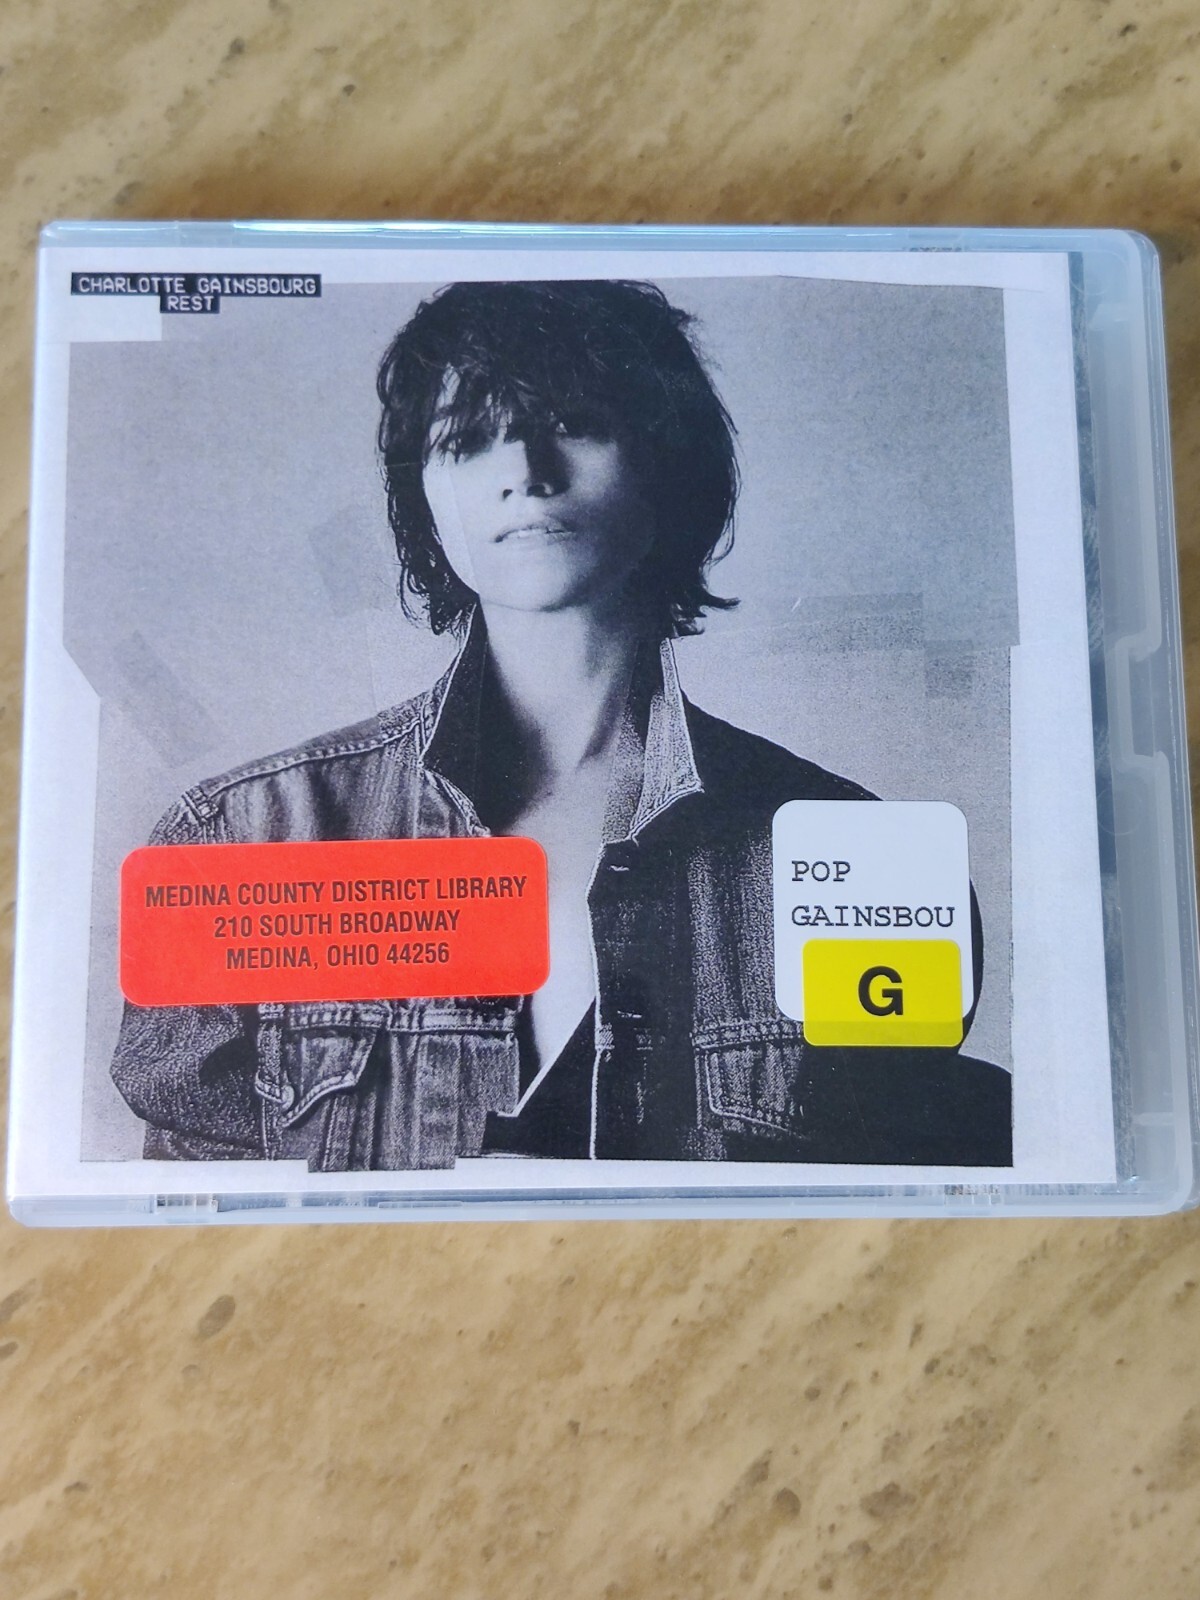 CHARLOTTE GAINSBOURG
REST
MEDINA COUNTY DISTRICT LIBRARY
210 SOUTH BROADWAY
MEDINA, OHIO 44256
POP
GAINSBOU
G